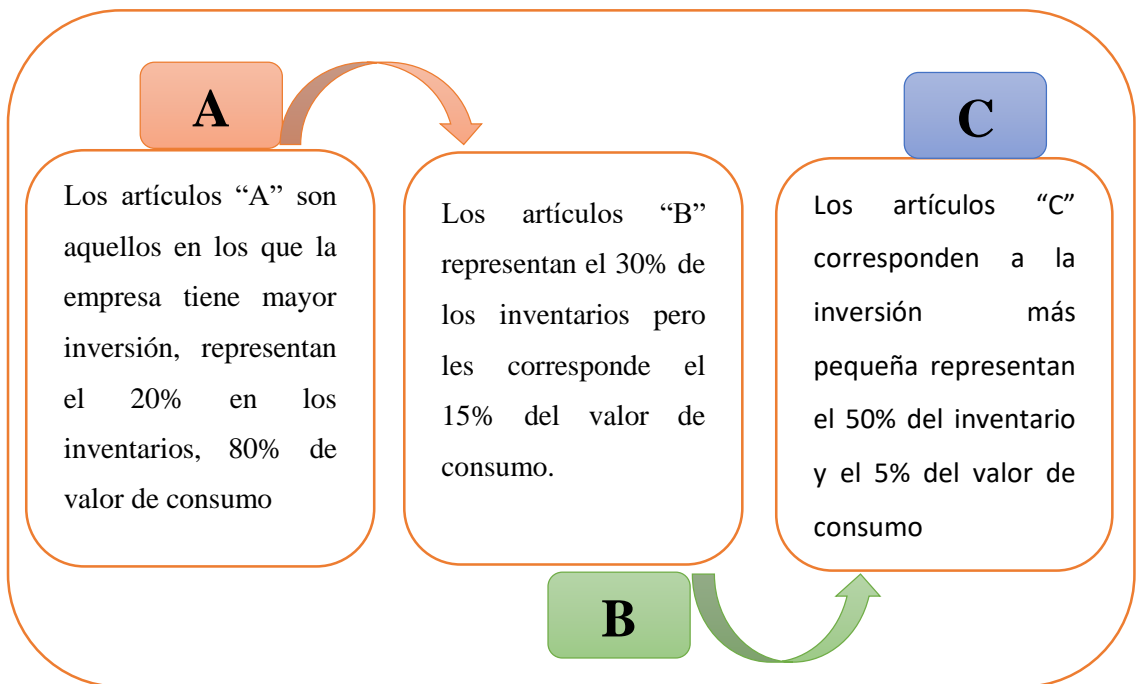 A
Los artículos “A” son
aquellos en los que la
empresa tiene mayor
inversión, representan
el 20% en los
inventarios, 80% de
valor de consumo
Los artículos “B”
representan el 30% de
los inventarios pero
les corresponde el
15% del valor de
consumo.
B
C
Los artículos “C”
corresponden a la
inversión más
pequeña representan
el 50% del inventario
y el 5% del valor de
consumo